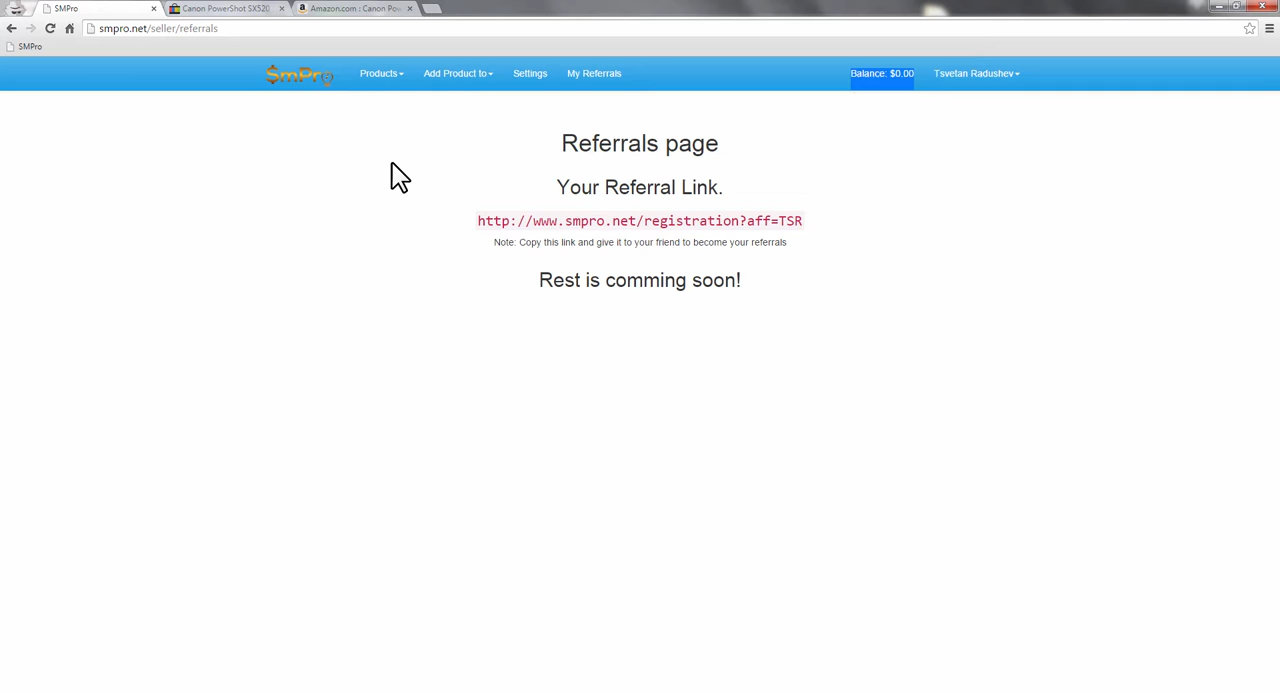 SMPro
Canon PowerShot SX520
Amazon.com : Canon Pow
smpro.net/seller/referrals
SMPro
$mPro
Products
Add Product to
Settings
My Referrals
Balance: $0.00
Tsvetan Radushev
Referrals page
Your Referral Link.
http://www.smpro.net/registration?aff=TSR
Note: Copy this link and give it to your friend to become your referrals
Rest is comming soon!